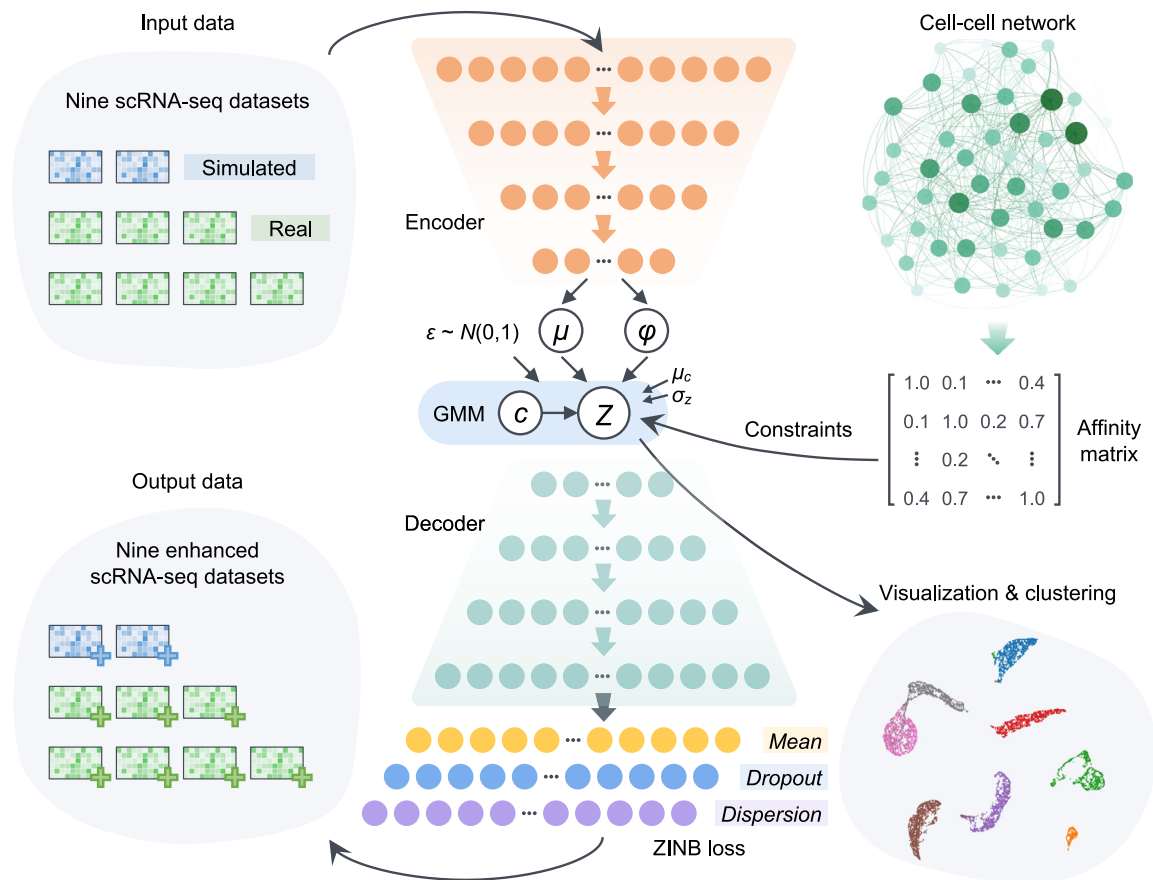 Input data
Nine scRNA-seq datasets
Simulated
Real
Encoder
ε ~ N(0,1)
μ
φ
μc
σz
GMM
c
Z
Cell-cell network
1.0 0.1 ••• 0.4
0.1 1.0 0.2 0.7
⋮ 0.2 ⋱ ⋮
0.4 0.7 ••• 1.0
Affinity
matrix
Constraints
Decoder
Output data
Nine enhanced
scRNA-seq datasets
Mean
Dropout
Dispersion
ZINB loss
Visualization & clustering